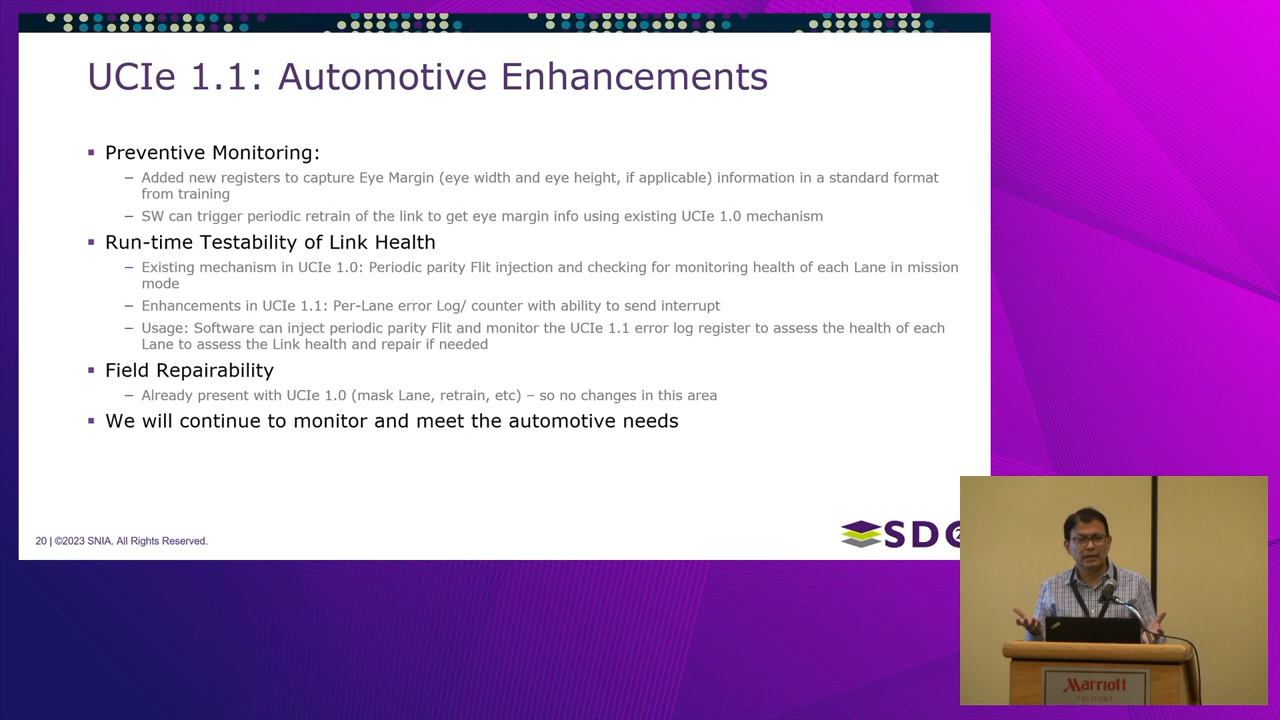 UCIe 1.1: Automotive Enhancements
▪ Preventive Monitoring:
– Added new registers to capture Eye Margin (eye width and eye height, if applicable) information in a standard format
from training
– SW can trigger periodic retrain of the link to get eye margin info using existing UCIe 1.0 mechanism
▪ Run-time Testability of Link Health
– Existing mechanism in UCIe 1.0: Periodic parity Flit injection and checking for monitoring health of each Lane in mission
mode
– Enhancements in UCIe 1.1: Per-Lane error Log/ counter with ability to send interrupt
– Usage: Software can inject periodic parity Flit and monitor the UCIe 1.1 error log register to assess the health of each
Lane to assess the Link health and repair if needed
▪ Field Repairability
– Already present with UCIe 1.0 (mask Lane, retrain, etc) – so no changes in this area
▪ We will continue to monitor and meet the automotive needs
20 | ©2023 SNIA. All Rights Reserved.
SDC
Marriott
FREMONT